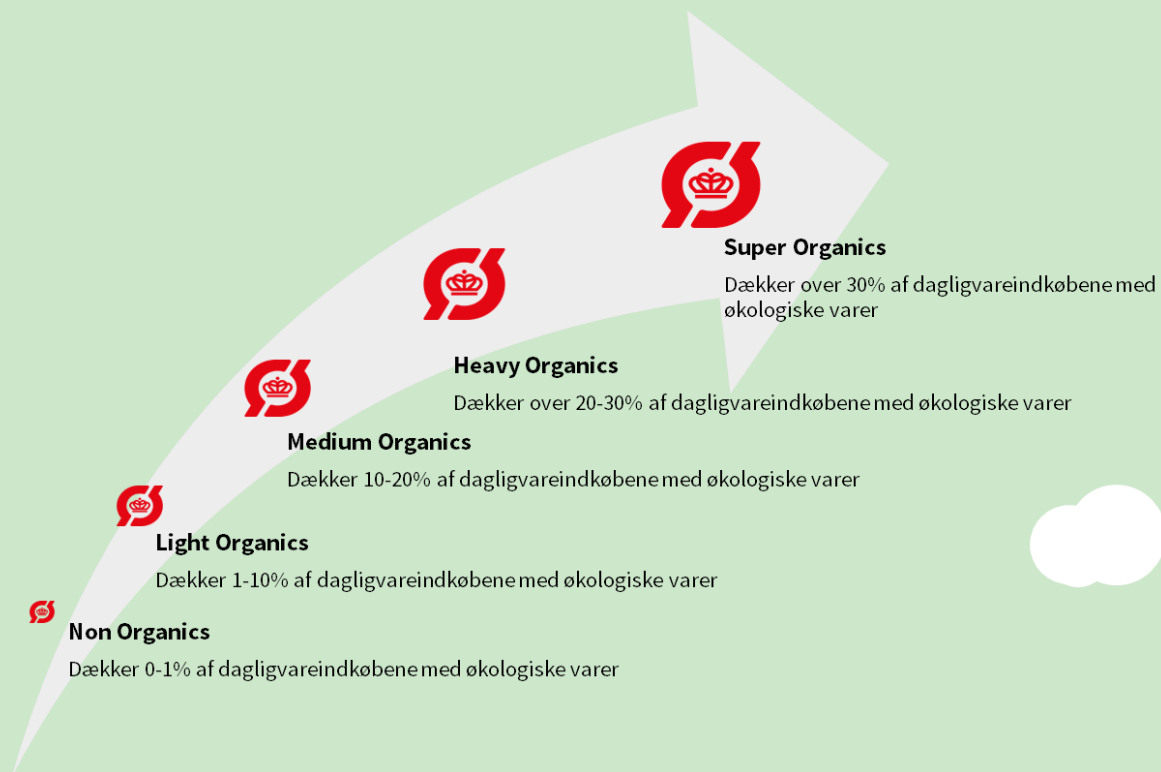 Super Organics
Dækker over 30% af dagligvareindkøbene med
økologiske varer
Heavy Organics
Dækker over 20-30% af dagligvareindkøbene med økologiske varer
Medium Organics
Dækker 10-20% af dagligvareindkøbene med økologiske varer
Light Organics
Dækker 1-10% af dagligvareindkøbene med økologiske varer
Non Organics
Dækker 0-1% af dagligvareindkøbene med økologiske varer